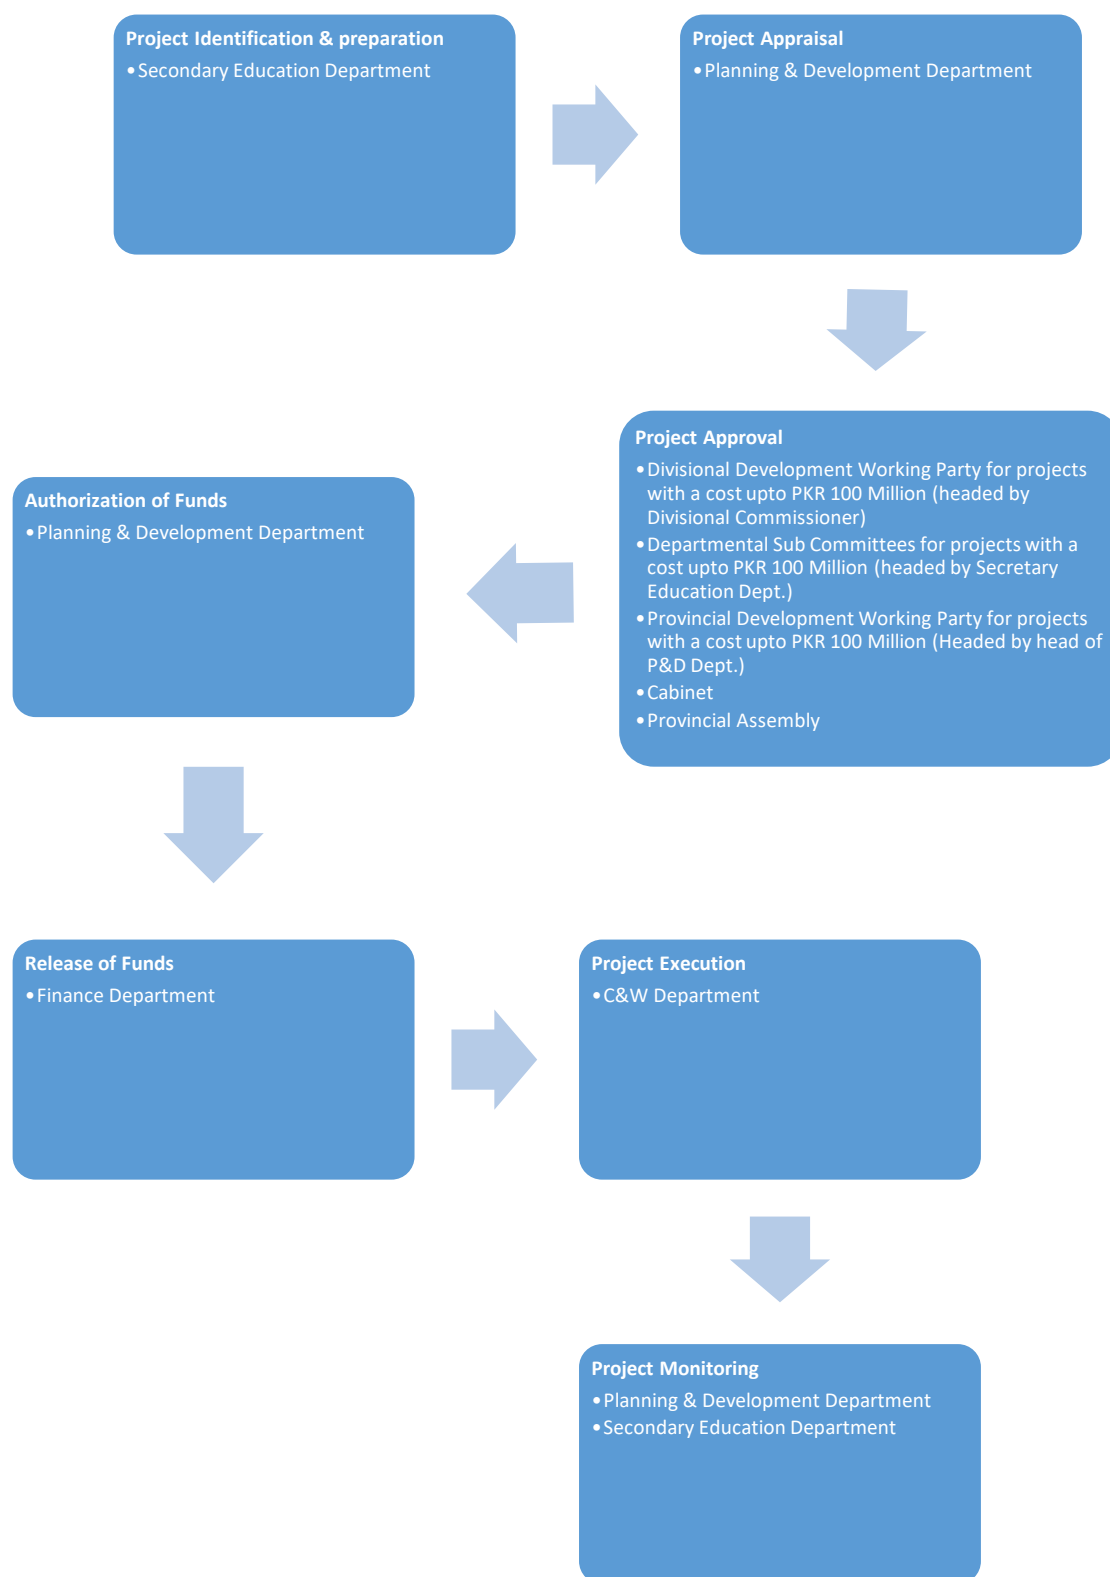 Project Identification & preparation
•Secondary Education Department
Project Appraisal
•Planning & Development Department
Project Approval
•Divisional Development Working Party for projects
with a cost upto PKR 100 Million (headed by
Divisional Commissioner)
•Departmental Sub Committees for projects with a
cost upto PKR 100 Million (headed by Secretary
Education Dept.)
•Provincial Development Working Party for projects
with a cost upto PKR 100 Million (Headed by head of
P&D Dept.)
•Cabinet
•Provincial Assembly
Authorization of Funds
•Planning & Development Department
Release of Funds
•Finance Department
Project Execution
•C&W Department
Project Monitoring
•Planning & Development Department
•Secondary Education Department